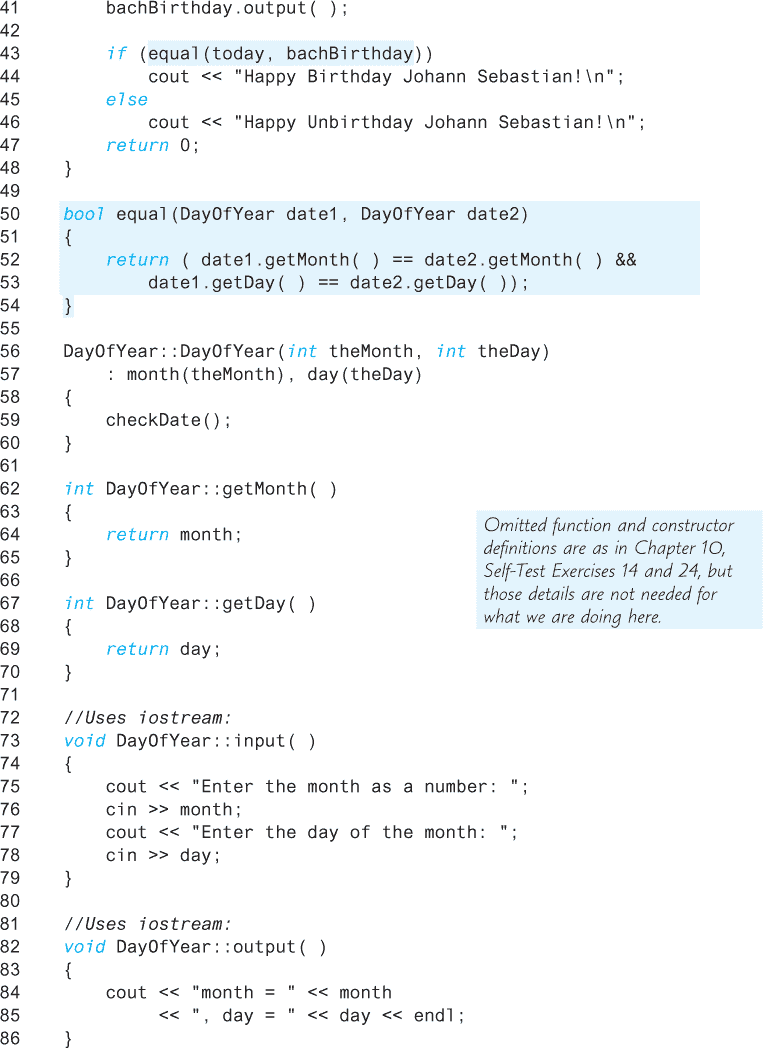 41 bachBirthday.output( );
42
43 if (equal(today, bachBirthday))
44 cout << "Happy Birthday Johann Sebastian!\n";
45 else
46 cout << "Happy Unbirthday Johann Sebastian!\n";
47 return 0;
48 }
49
50 bool equal(DayOfYear date1, DayOfYear date2)
51 {
52 return ( date1.getMonth( ) == date2.getMonth( ) &&
53 date1.getDay( ) == date2.getDay( ));
54 }
55
56 DayOfYear::DayOfYear(int theMonth, int theDay)
57 : month(theMonth), day(theDay)
58 {
59 checkDate();
60 }
61
62 int DayOfYear::getMonth( )
63 {
64 return month;
65 }
66
67 int DayOfYear::getDay( )
68 {
69 return day;
70 }
71
72 //Uses iostream:
73 void DayOfYear::input( )
74 {
75 cout << "Enter the month as a number: ";
76 cin >> month;
77 cout << "Enter the day of the month: ";
78 cin >> day;
79 }
80
81 //Uses iostream:
82 void DayOfYear::output( )
83 {
84 cout << "month = " << month
85 << ", day = " << day << endl;
86 }
Omitted function and constructor
definitions are as in Chapter 10,
Self-Test Exercises 14 and 24, but
those details are not needed for
what we are doing here.